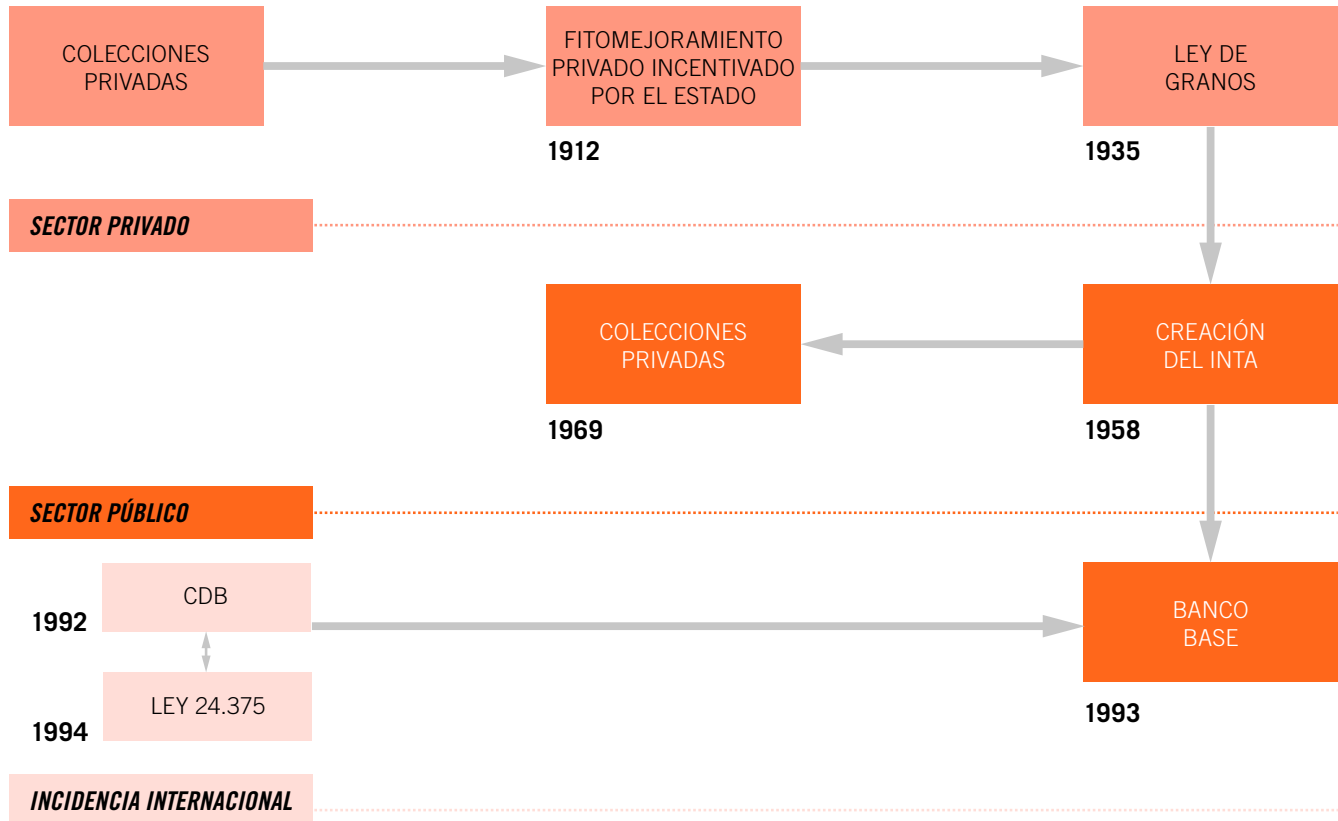 COLECCIONES
PRIVADAS
FITOMEJORAMIENTO
PRIVADO INCENTIVADO
POR EL ESTADO
LEY DE
GRANOS
1912
1935
SECTOR PRIVADO
COLECCIONES
PRIVADAS
CREACIÓN
DEL INTA
1969
1958
SECTOR PÚBLICO
CDB
1992
BANCO
BASE
LEY 24.375
1994
1993
INCIDENCIA INTERNACIONAL